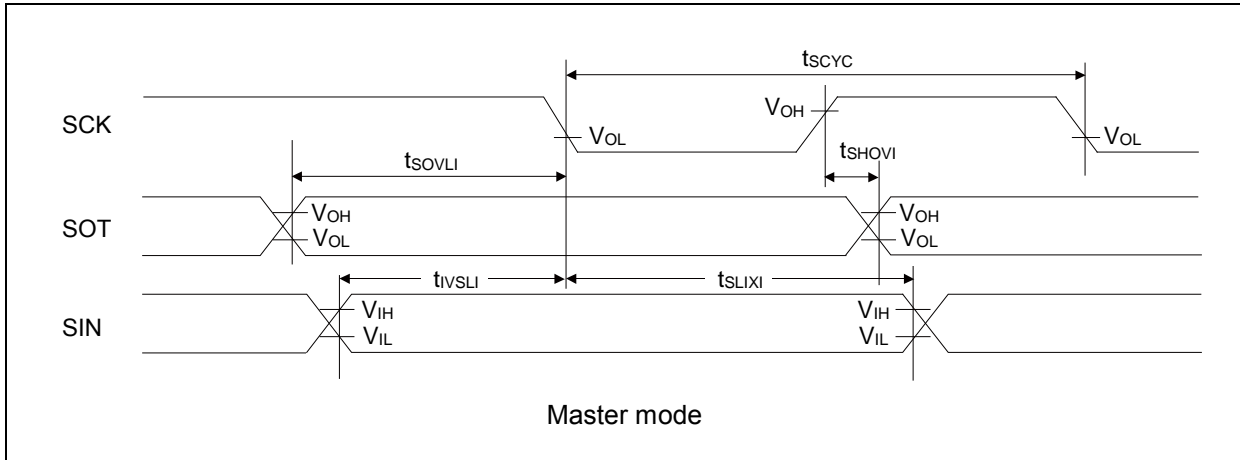 tSCYC
SCK
VOH
VOL
VOL
tSHOVI
tSOVLI
SOT
VOH
VOL
VOH
VOL
tIVSLI
tSLIXI
SIN
VIH
VIL
VIH
VIL
Master mode